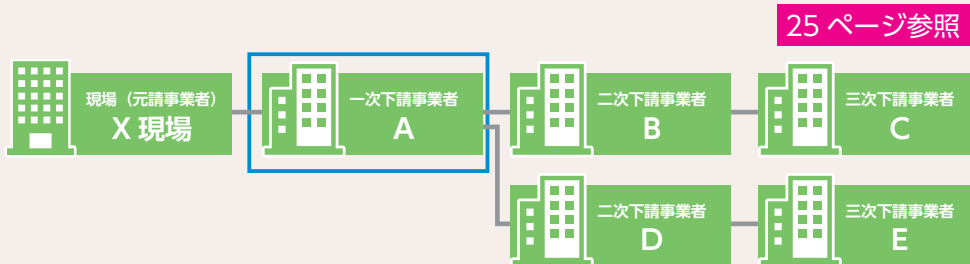 25 ページ参照
現場（元請事業者）
X 現場
一次下請事業者
A
二次下請事業者
B
三次下請事業者
C
二次下請事業者
D
三次下請事業者
E